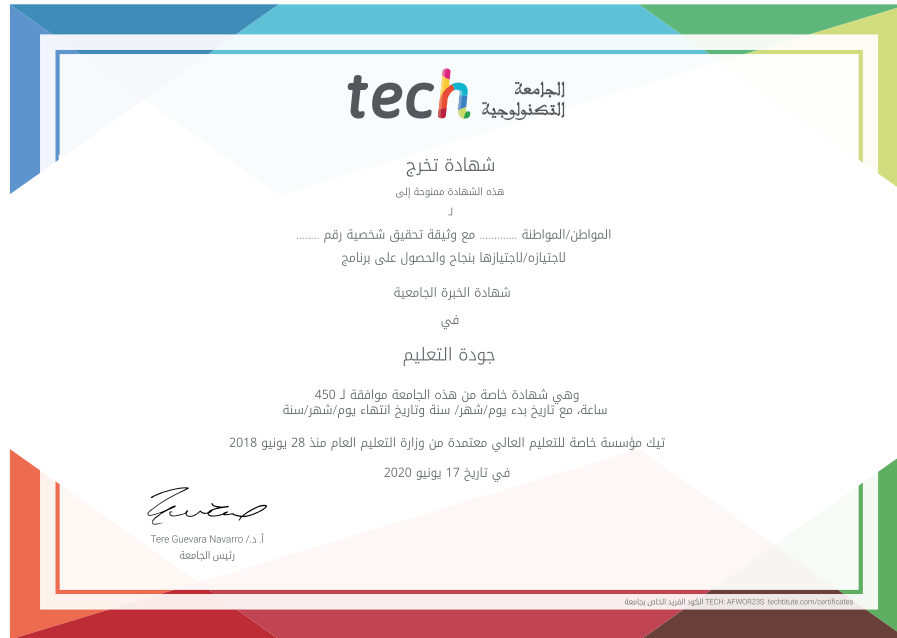 tech الجامعة
التكنولوجية
شهادة تخرج
هذه الشهادة ممنوحة إلى
لـ
المواطن/المواطنة ............. مع وثيقة تحقيق شخصية رقم ........
لاجتيازه/لاجتيازها بنجاح والحصول على برنامج
شهادة الخبرة الجامعية
في
جودة التعليم
وهي شهادة خاصة من هذه الجامعة موافقة لـ 450
ساعة، مع تاريخ بدء يوم/شهر/ سنة وتاريخ انتهاء يوم/شهر/سنة
تيك مؤسسة خاصة للتعليم العالي معتمدة من وزارة التعليم العام منذ 28 يونيو 2018
في تاريخ 17 يونيو 2020
أ. د./ Tere Guevara Navarro
رئيس الجامعة
الكود الفريد الخاص بجامعة TECH: AFWOR23S techtitute.com/certificates